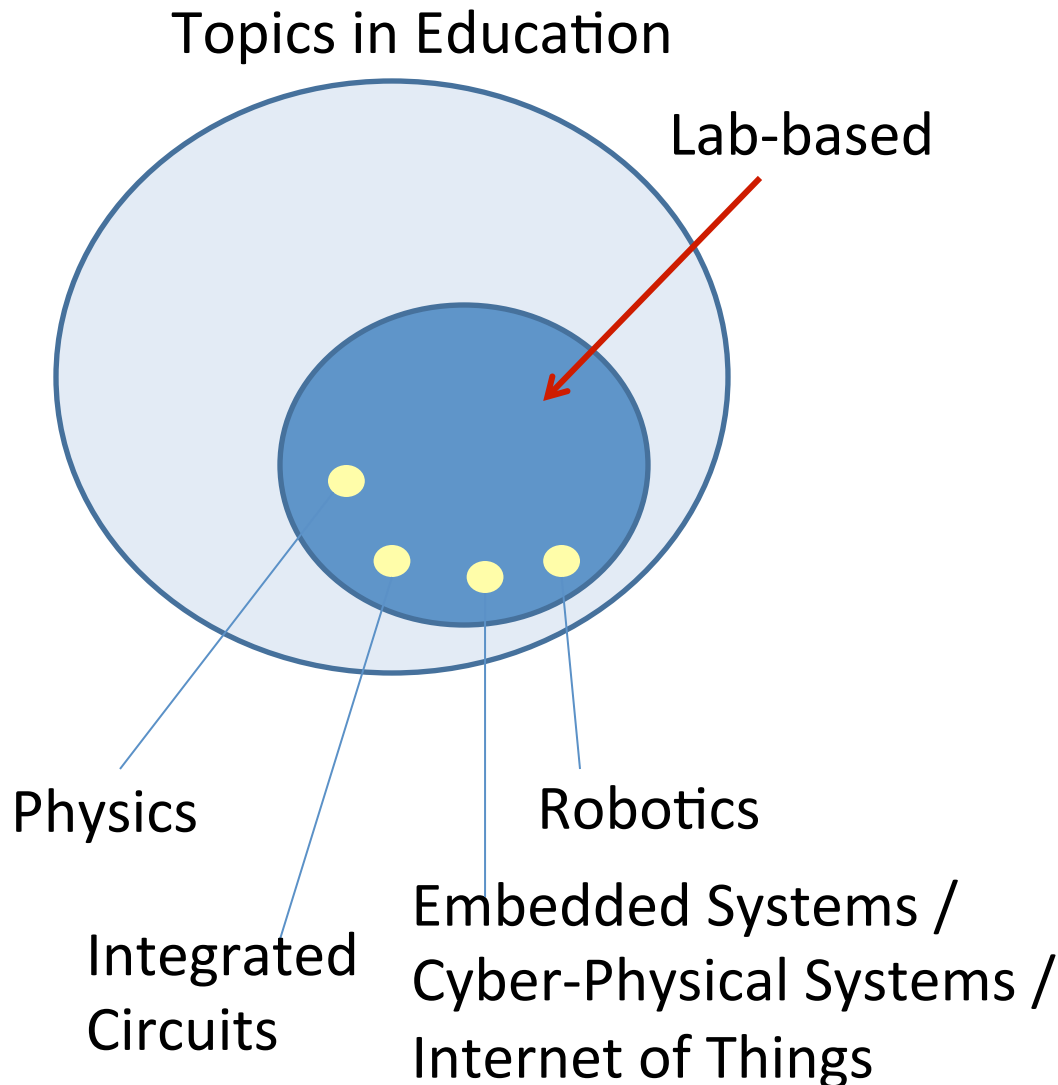 Topics in Education
Lab-based
Physics
Robotics
Integrated
Circuits
Embedded Systems /
Cyber-Physical Systems /
Internet of Things